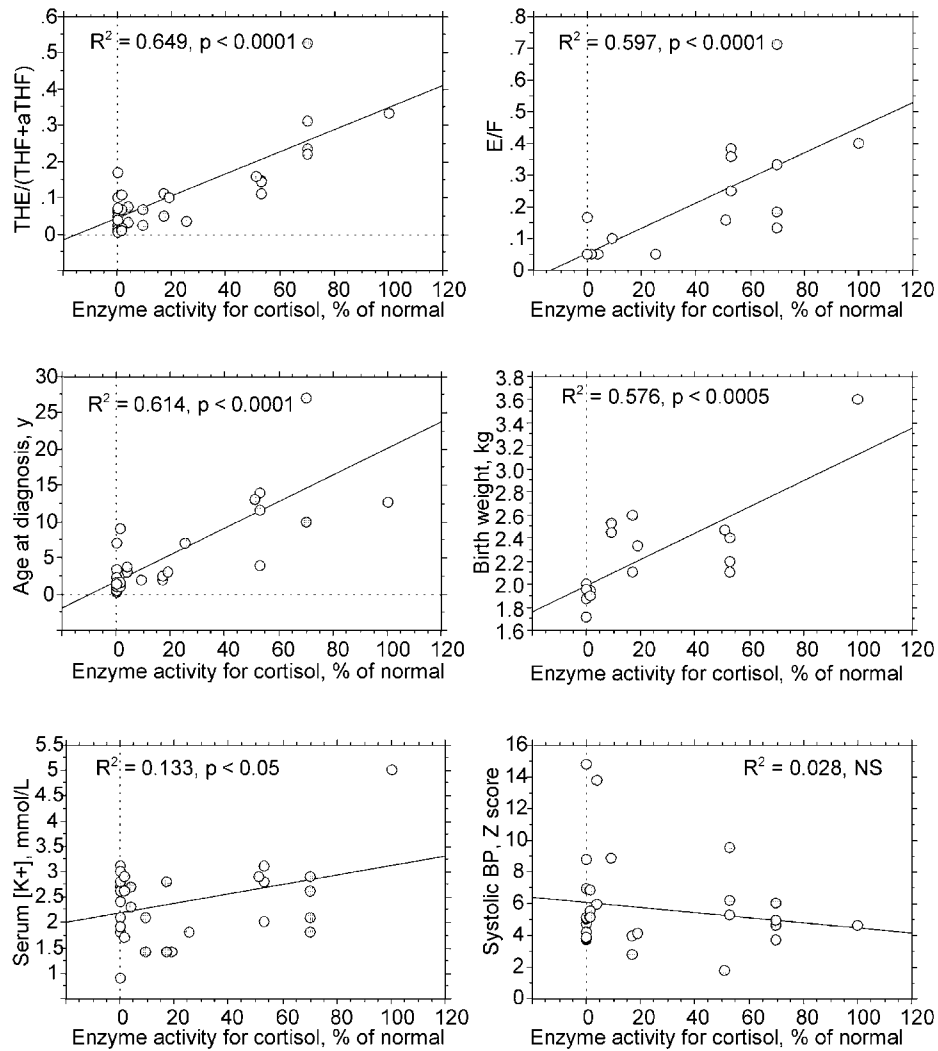 R² = 0.649, p < 0.0001
THE/(THF+aTHF)
.6
.5
.4
.3
.2
.1
0
0 20 40 60 80 100 120
Enzyme activity for cortisol, % of normal
R² = 0.597, p < 0.0001
E/F
.8
.7
.6
.5
.4
.3
.2
.1
0
0 20 40 60 80 100 120
Enzyme activity for cortisol, % of normal
R² = 0.614, p < 0.0001
Age at diagnosis, y
30
25
20
15
10
5
0
0 20 40 60 80 100 120
Enzyme activity for cortisol, % of normal
R² = 0.576, p < 0.0005
Birth weight, kg
3.8
3.6
3.4
3.2
3.0
2.8
2.6
2.4
2.2
2.0
1.8
1.6
0 20 40 60 80 100 120
Enzyme activity for cortisol, % of normal
R² = 0.133, p < 0.05
Serum [K+], mmol/L
5.5
5
4.5
4
3.5
3
2.5
2
1.5
1
.5
0 20 40 60 80 100 120
Enzyme activity for cortisol, % of normal
R² = 0.028, NS
Systolic BP, Z score
16
14
12
10
8
6
4
2
0
0 20 40 60 80 100 120
Enzyme activity for cortisol, % of normal